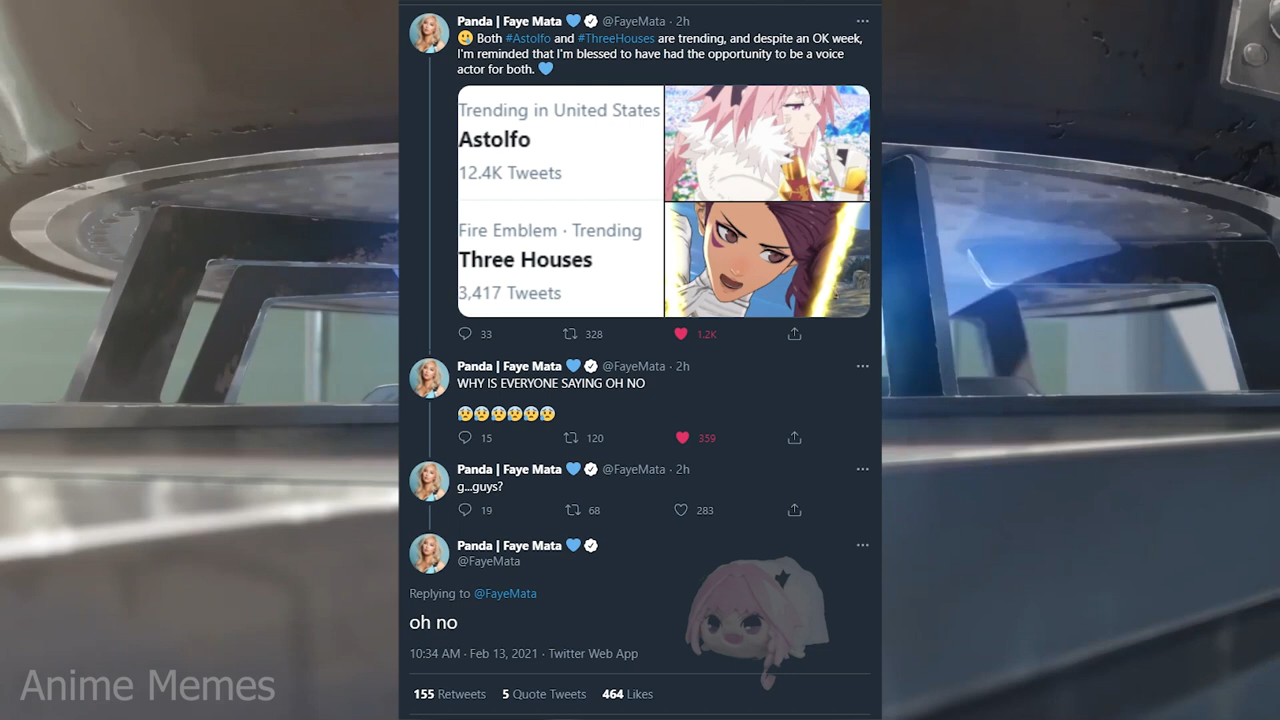 Panda | Faye Mata 💙 @FayeMata · 2h
🥲 Both #Astolfo and #ThreeHouses are trending, and despite an OK week,
I'm reminded that I'm blessed to have had the opportunity to be a voice
actor for both. 💙
Trending in United States
Astolfo
12.4K Tweets
Fire Emblem · Trending
Three Houses
3,417 Tweets
33 328 1.2K
Panda | Faye Mata 💙 @FayeMata · 2h
WHY IS EVERYONE SAYING OH NO
😰😰😰😰😰😰
15 120 359
Panda | Faye Mata 💙 @FayeMata · 2h
g...guys?
19 68 283
Panda | Faye Mata 💙
@FayeMata
Replying to @FayeMata
oh no
10:34 AM · Feb 13, 2021 · Twitter Web App
155 Retweets 5 Quote Tweets 464 Likes
Anime Memes